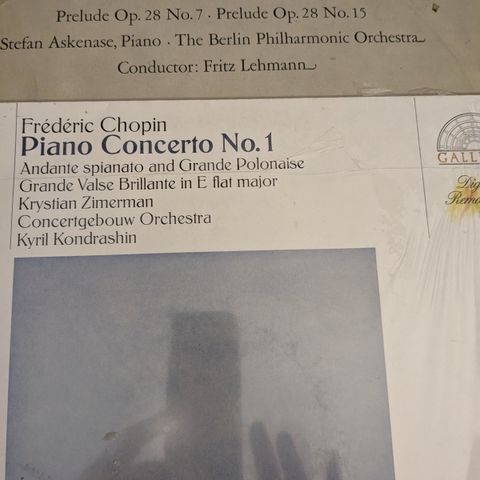 Prelude Op. 28 No. 7 · Prelude Op. 28 No. 15
Stefan Askenase, Piano · The Berlin Philharmonic Orchestra
Conductor: Fritz Lehmann
Frédéric Chopin
Piano Concerto No. 1
Andante spianato and Grande Polonaise
Grande Valse Brillante in E flat major
Krystian Zimerman
Concertgebouw Orchestra
Kyril Kondrashin